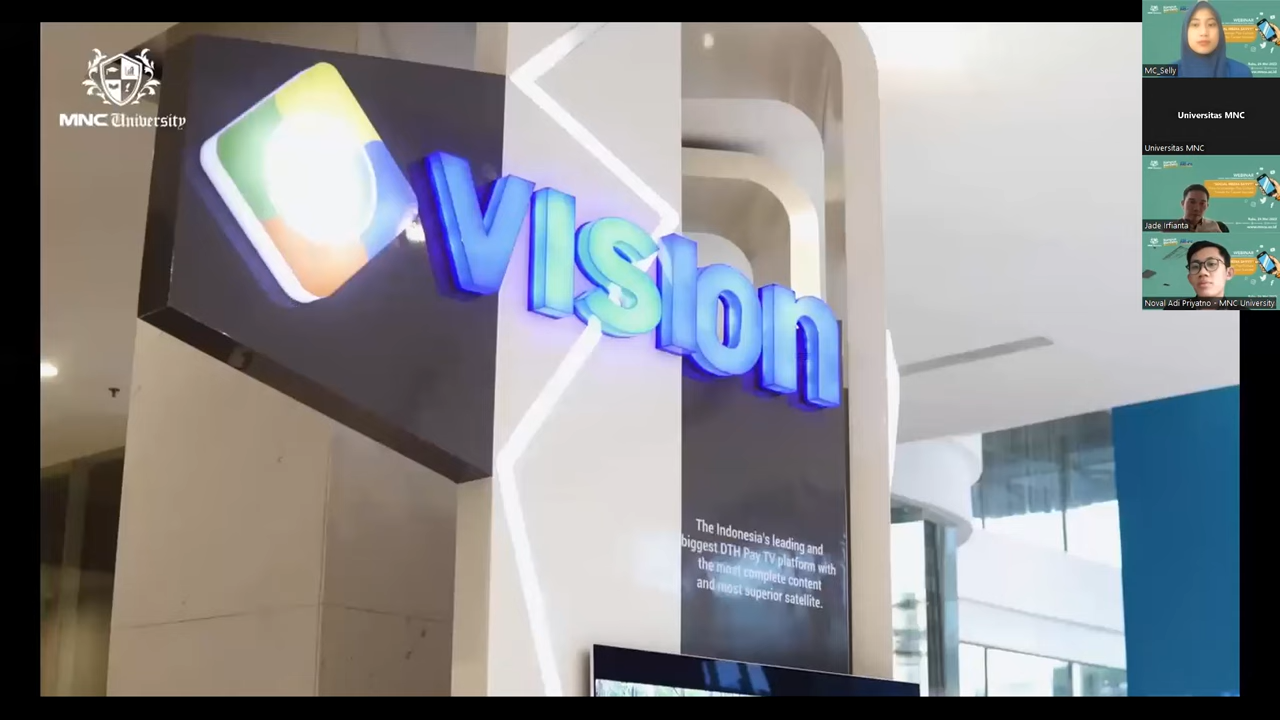 MNC University
vision
The Indonesia's leading and
biggest DTH Pay TV platform with
the most complete content
and most superior satellite.
MC_Selly
Universitas MNC
Universitas MNC
Jade Irfianta
Noval Adi Priyatno - MNC University
WEBINAR